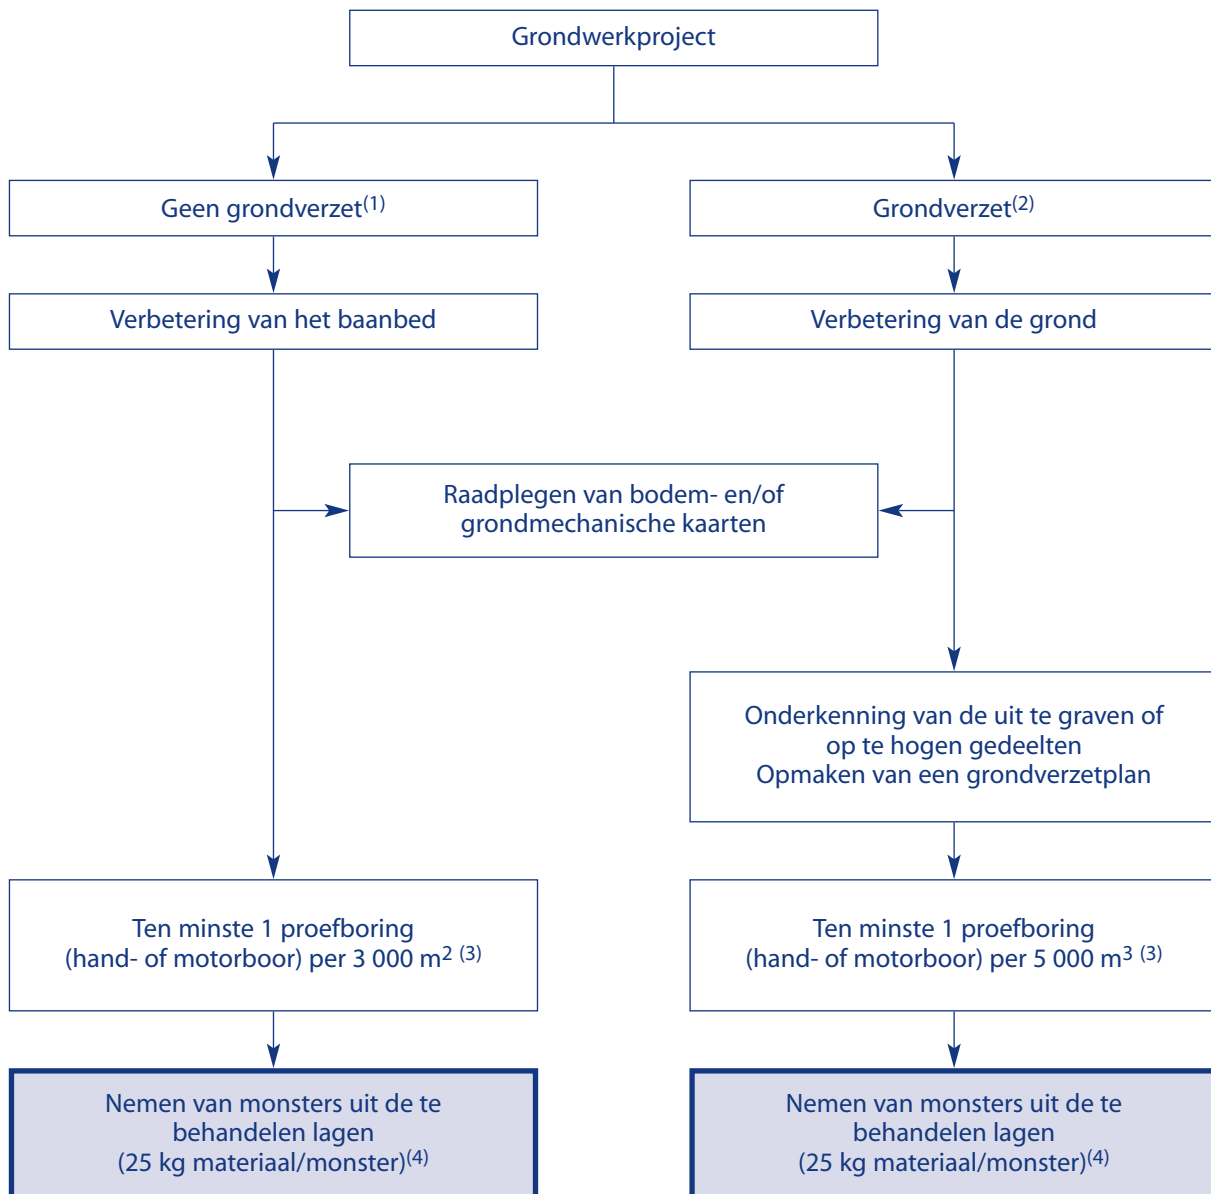 Grondwerkproject
Geen grondverzet(1)
Grondverzet(2)
Verbetering van het baanbed
Verbetering van de grond
Raadplegen van bodem- en/of
grondmechanische kaarten
Onderkenning van de uit te graven of
op te hogen gedeelten
Opmaken van een grondverzetplan
Ten minste 1 proefboring
(hand- of motorboor) per 3 000 m2 (3)
Ten minste 1 proefboring
(hand- of motorboor) per 5 000 m3 (3)
Nemen van monsters uit de te
behandelen lagen
(25 kg materiaal/monster)(4)
Nemen van monsters uit de te
behandelen lagen
(25 kg materiaal/monster)(4)